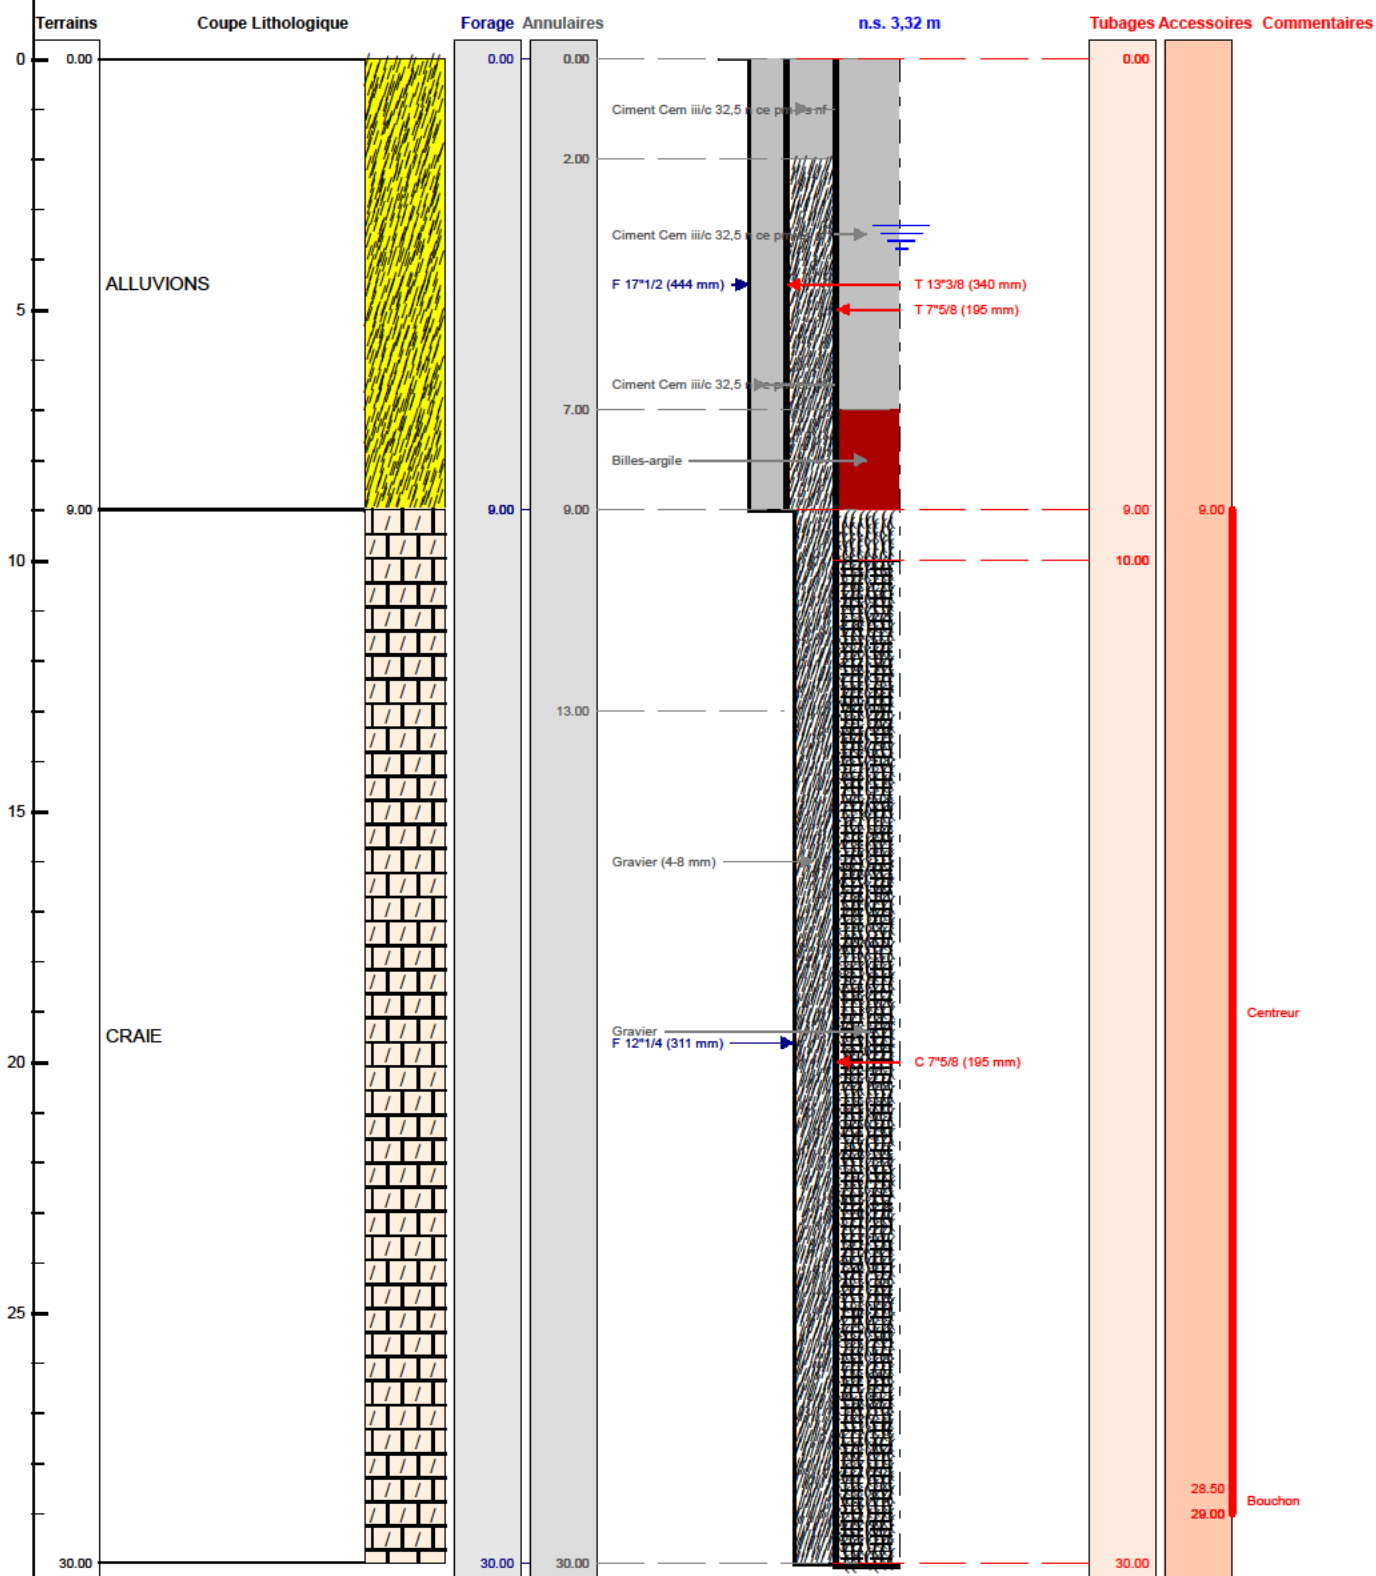 Terrains Coupe Lithologique Forage Annulaires n.s. 3,32 m Tubages Accessoires Commentaires
0 0.00 0.00 0.00 0.00
Ciment Cem iii/c 32,5 n ce pm nf
2.00
Ciment Cem iii/c 32,5 n ce pm
ALLUVIONS F 17"1/2 (444 mm) T 13"3/8 (340 mm)
5 T 7"5/8 (195 mm)
Ciment Cem iii/c 32,5
7.00
Billes-argile
9.00 9.00 9.00 9.00 9.00
10 10.00
13.00
15
Gravier (4-8 mm)
Centreur
Gravier
CRAIE F 12"1/4 (311 mm)
20 C 7"5/8 (195 mm)
25
28.50
Bouchon
29.00
30.00 30.00 30.00 30.00